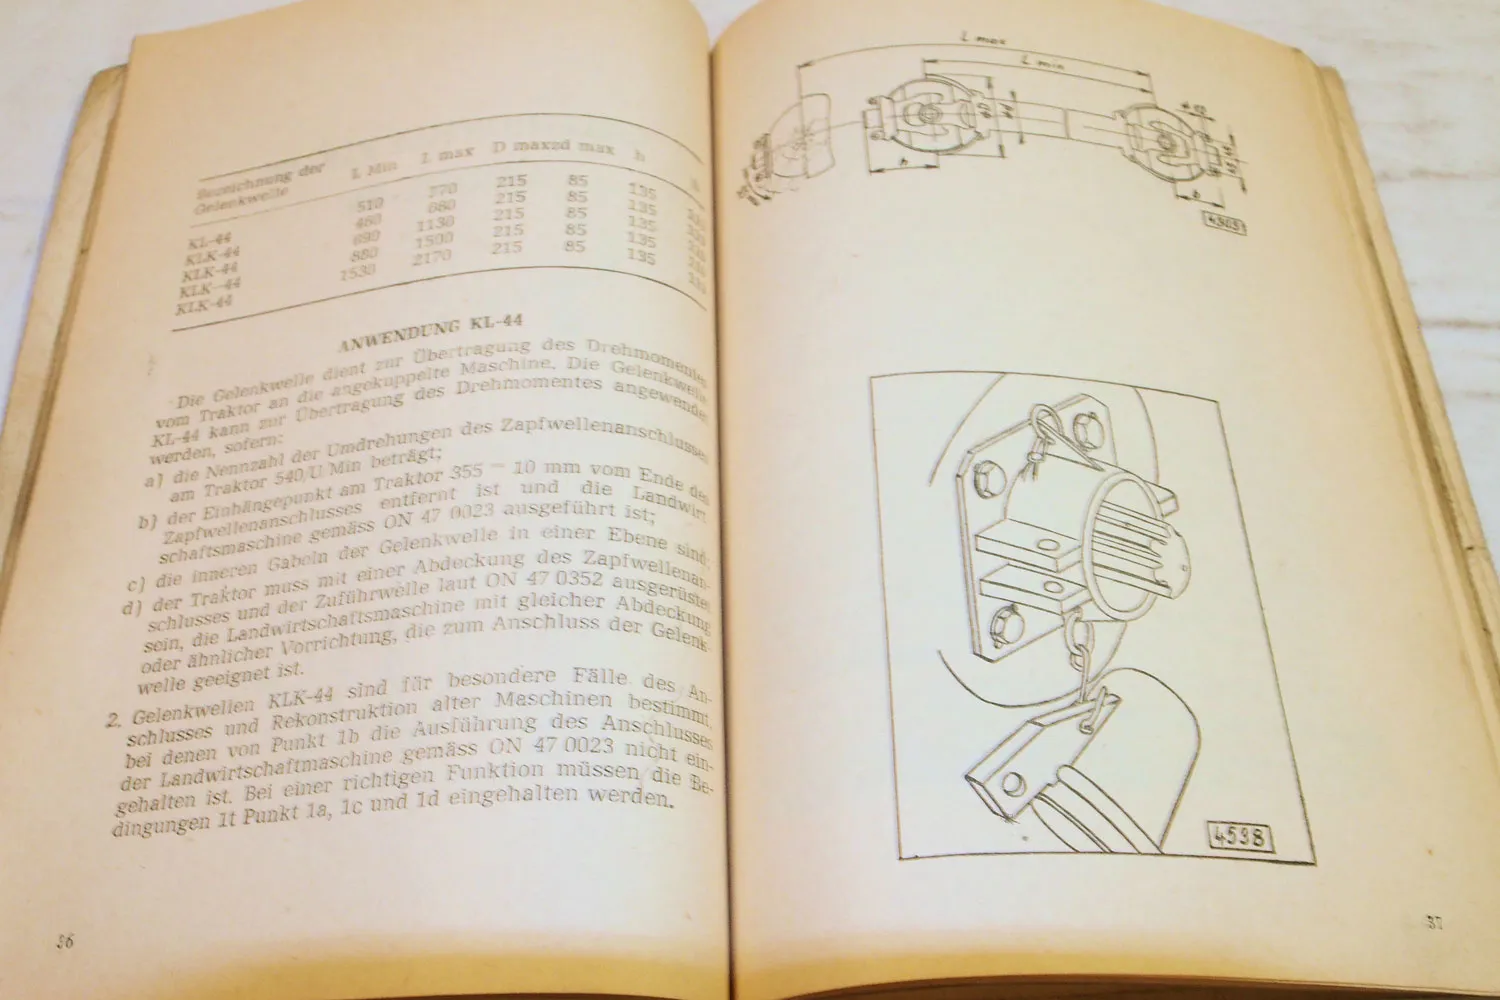 Bezeichnung der
Gelenkwelle
L Min L max D maxzd max h
KL-44 510 770 215 85 135
KLK-44 460 680 215 85 135
KLK-44 690 1130 215 85 135
KLK-44 880 1500 215 85 135
KLK-44 1530 2170 215 85 135
ANWENDUNG KL-44
Die Gelenkwelle dient zur Übertragung des Drehmomentes
vom Traktor an die angekuppelte Maschine. Die Gelenkwelle
KL-44 kann zur Übertragung des Drehmomentes angewendet
werden, sofern:
a) die Nennzahl der Umdrehungen des Zapfwellenanschlusses
am Traktor 540/U Min beträgt;
b) der Einhängepunkt am Traktor 355 — 10 mm vom Ende des
Zapfwellenanschlusses entfernt ist und die Landwirt
schaftsmaschine gemäss ON 47 0023 ausgeführt ist;
c) die inneren Gabeln der Gelenkwelle in einer Ebene sind;
d) der Traktor muss mit einer Abdeckung des Zapfwellenan-
schlusses und der Zuführwelle laut ON 47 0352 ausgerüstet
sein, die Landwirtschaftsmaschine mit gleicher Abdeckung
oder ähnlicher Vorrichtung, die zum Anschluss der Gelenk-
welle geeignet ist.
2. Gelenkwellen KLK-44 sind für besondere Fälle des An-
schlusses und Rekonstruktion alter Maschinen bestimmt,
bei denen von Punkt 1b die Ausführung des Anschlusses
der Landwirtschaftmaschine gemäss ON 47 0023 nicht ein-
gehalten ist. Bei einer richtigen Funktion müssen die Be-
dingungen 1t Punkt 1a, 1c und 1d eingehalten werden.
36
L max
L min
h
4505
4538
37